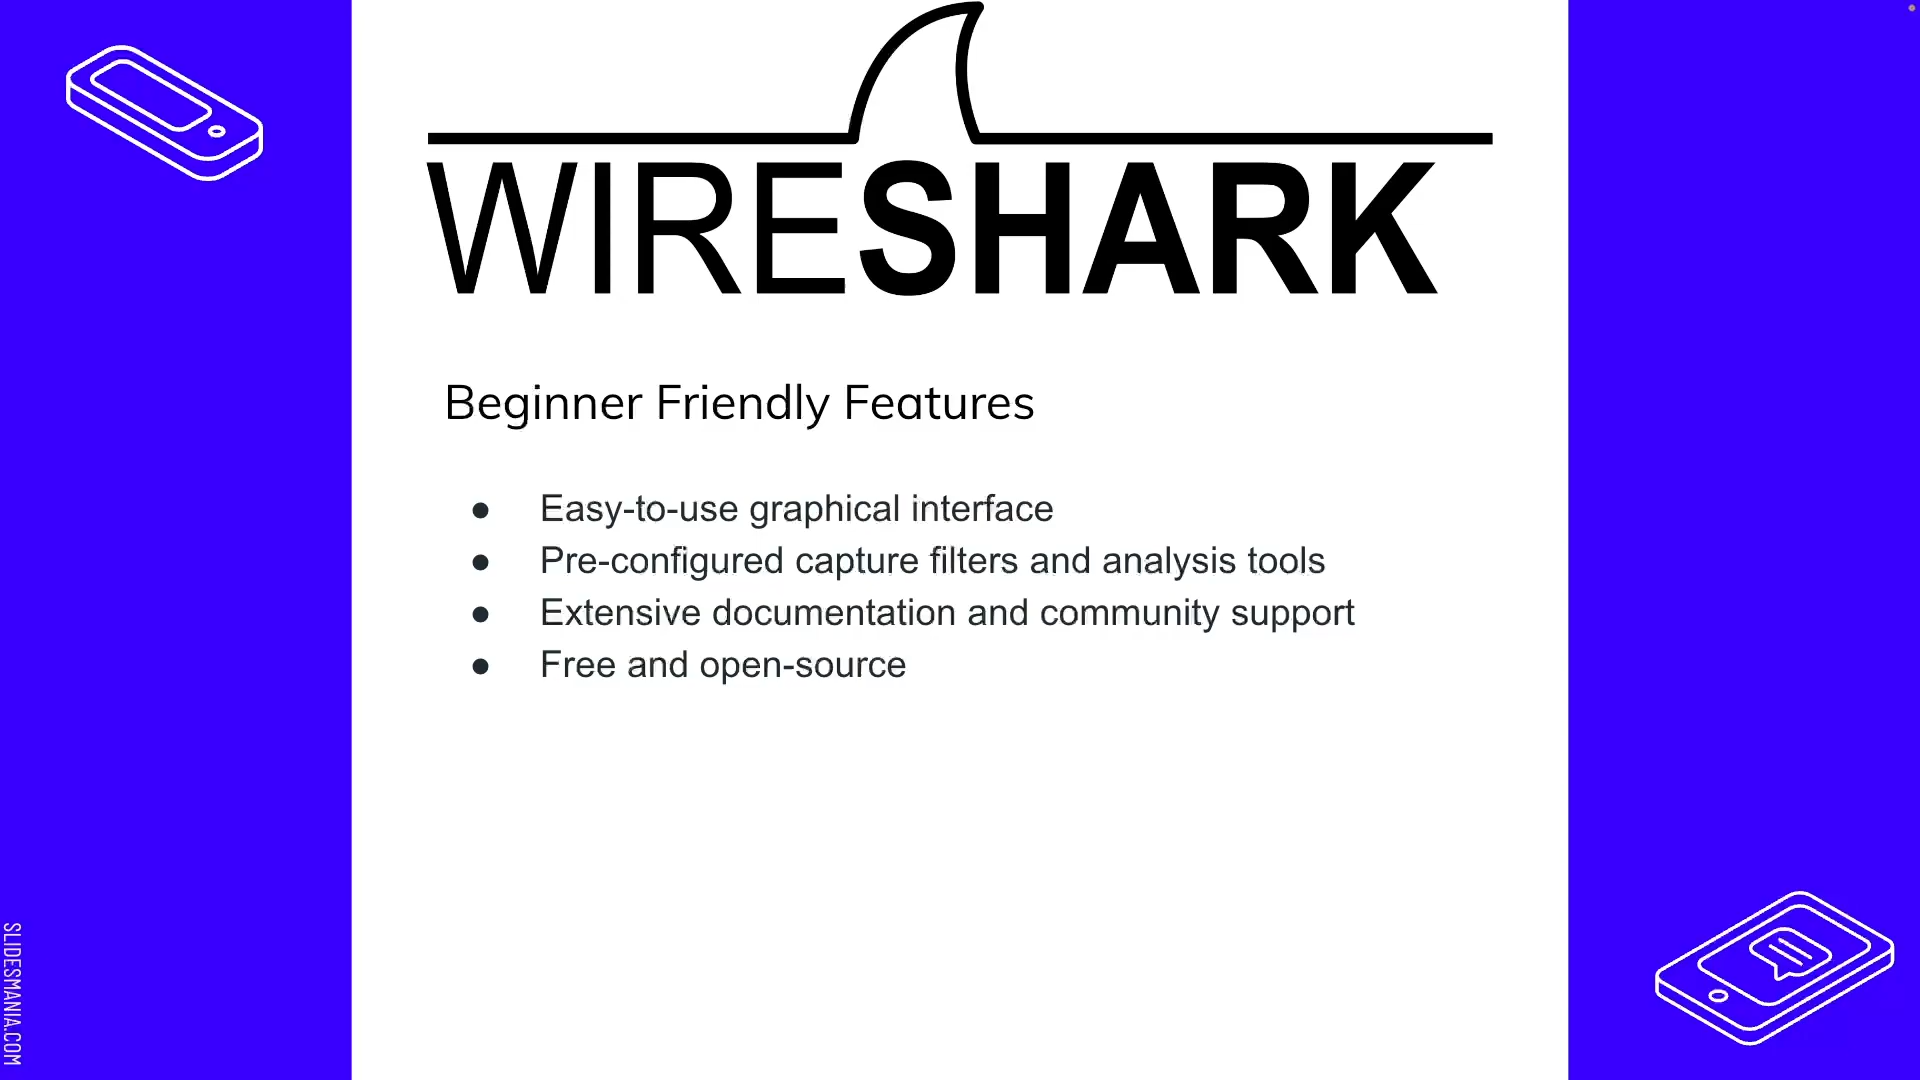 WIRESHARK
Beginner Friendly Features
● Easy-to-use graphical interface
● Pre-configured capture filters and analysis tools
● Extensive documentation and community support
● Free and open-source
SLIDESMANIA.COM